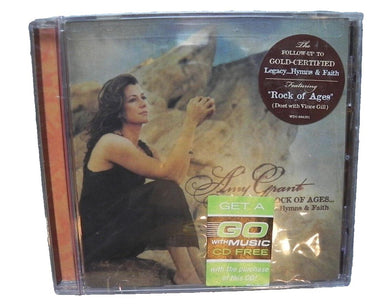 The
FOLLOW-UP TO
GOLD-CERTIFIED
Legacy...Hymns & Faith
Featuring
"Rock of Ages"
(Duet with Vince Gill)
Amy Grant
ROCK OF AGES...
Hymns & Faith
GET A
GO
WITH MUSIC
CD FREE
with the purchase
of this CD!